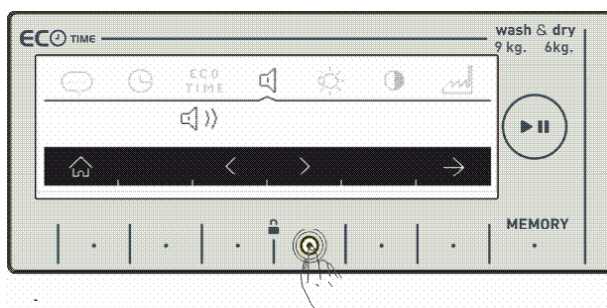 ECO TIME
wash & dry
9 kg. 6kg.
ECO
TIME
MEMORY